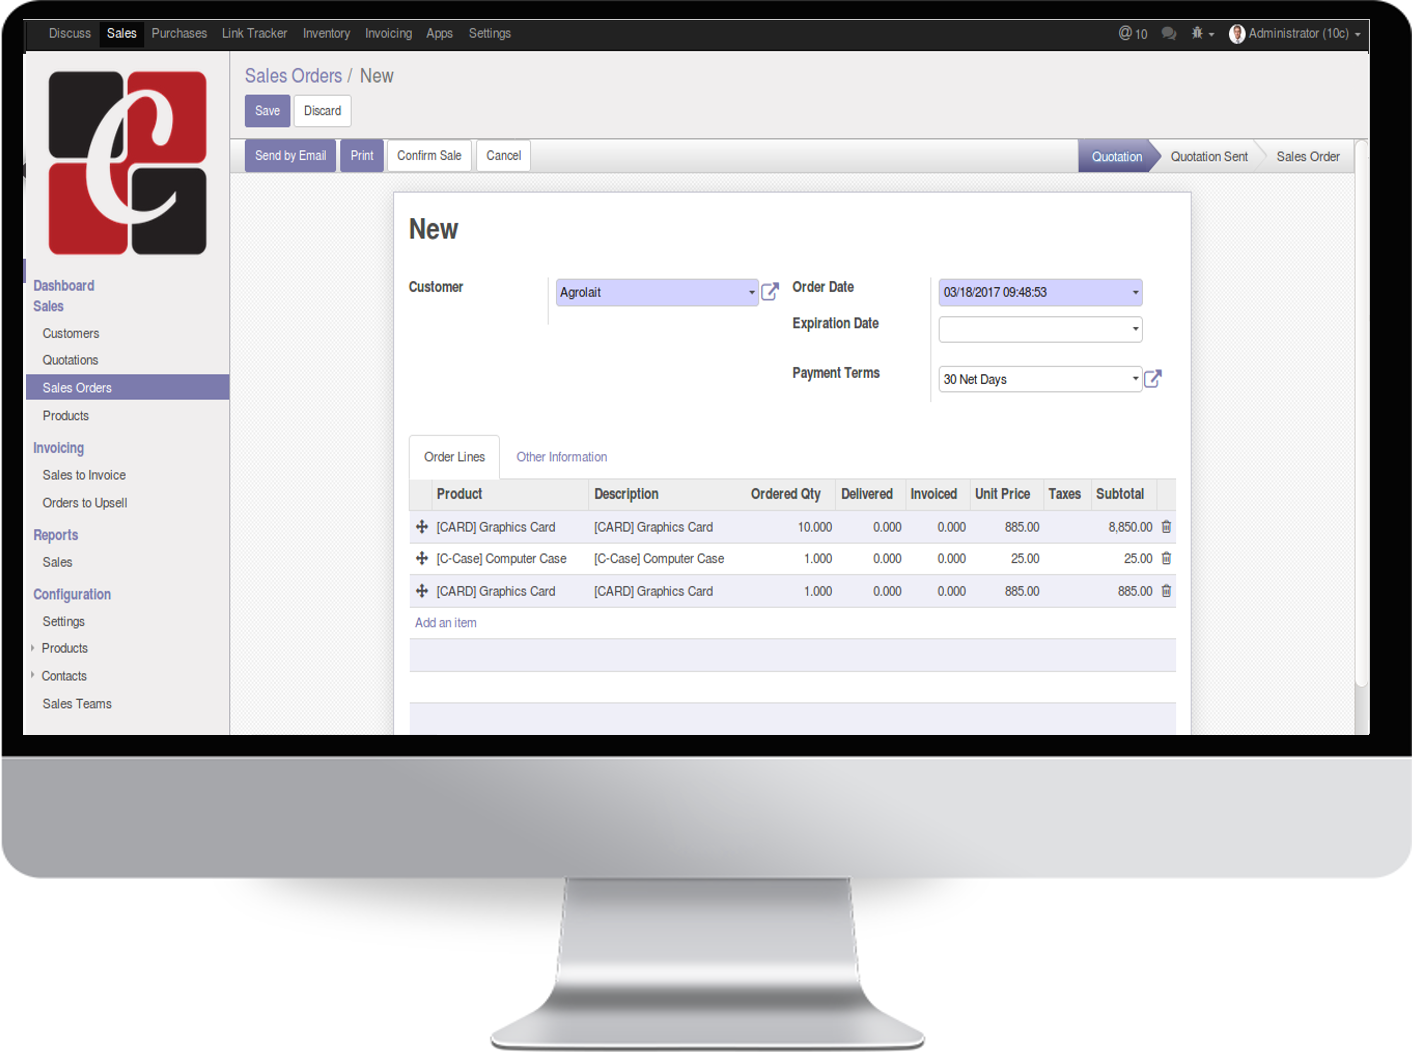 Discuss Sales Purchases Link Tracker Inventory Invoicing Apps Settings @ 10 Administrator (10c)
C
Sales Orders / New
Save Discard
Send by Email Print Confirm Sale Cancel Quotation Quotation Sent Sales Order
Dashboard
Sales
Customers
Quotations
Sales Orders
Products
Invoicing
Sales to Invoice
Orders to Upsell
Reports
Sales
Configuration
Settings
Products
Contacts
Sales Teams
New
Customer Agrolait Order Date 03/18/2017 09:48:53
Expiration Date
Payment Terms 30 Net Days
Order Lines Other Information
Product Description Ordered Qty Delivered Invoiced Unit Price Taxes Subtotal
[CARD] Graphics Card [CARD] Graphics Card 10.000 0.000 0.000 885.00 8,850.00
[C-Case] Computer Case [C-Case] Computer Case 1.000 0.000 0.000 25.00 25.00
[CARD] Graphics Card [CARD] Graphics Card 1.000 0.000 0.000 885.00 885.00
Add an item